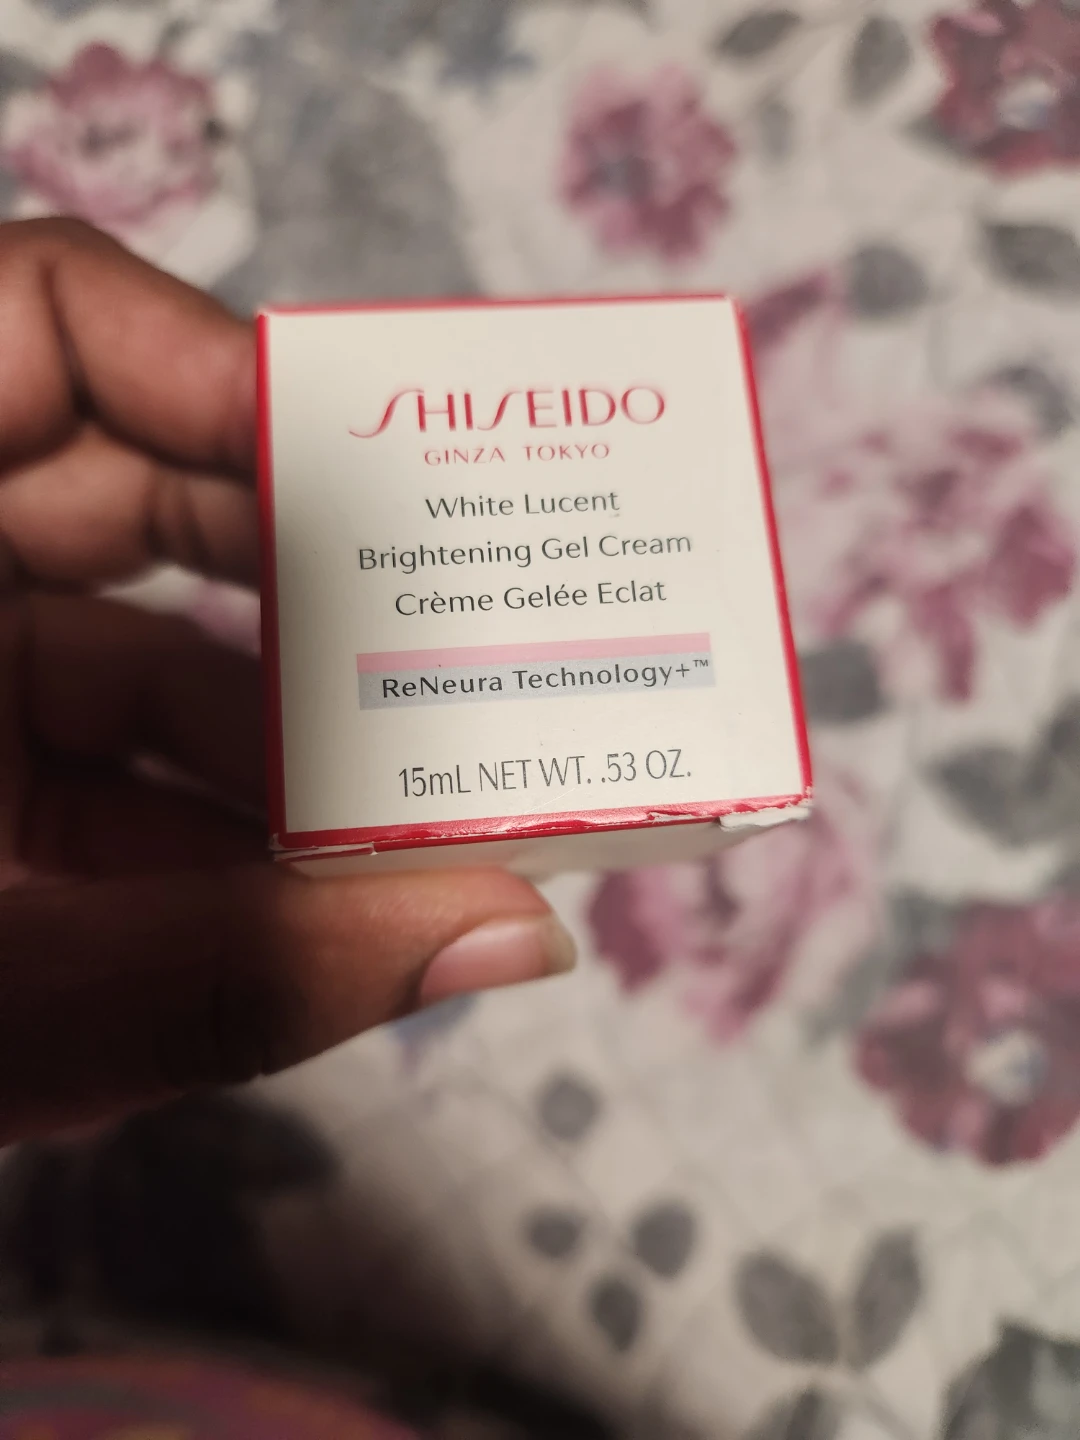 SHISEIDO
GINZA TOKYO
White Lucent
Brightening Gel Cream
Crème Gelée Eclat
ReNeura Technology+™
15mL NET WT. .53 OZ.